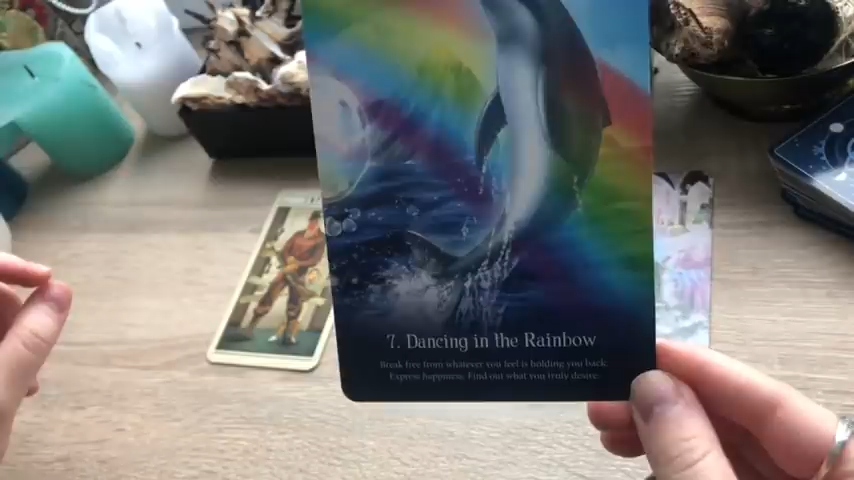 7. Dancing in the Rainbow
Break free from whatever you feel is holding you back.
Express happiness. Find out what you truly desire.